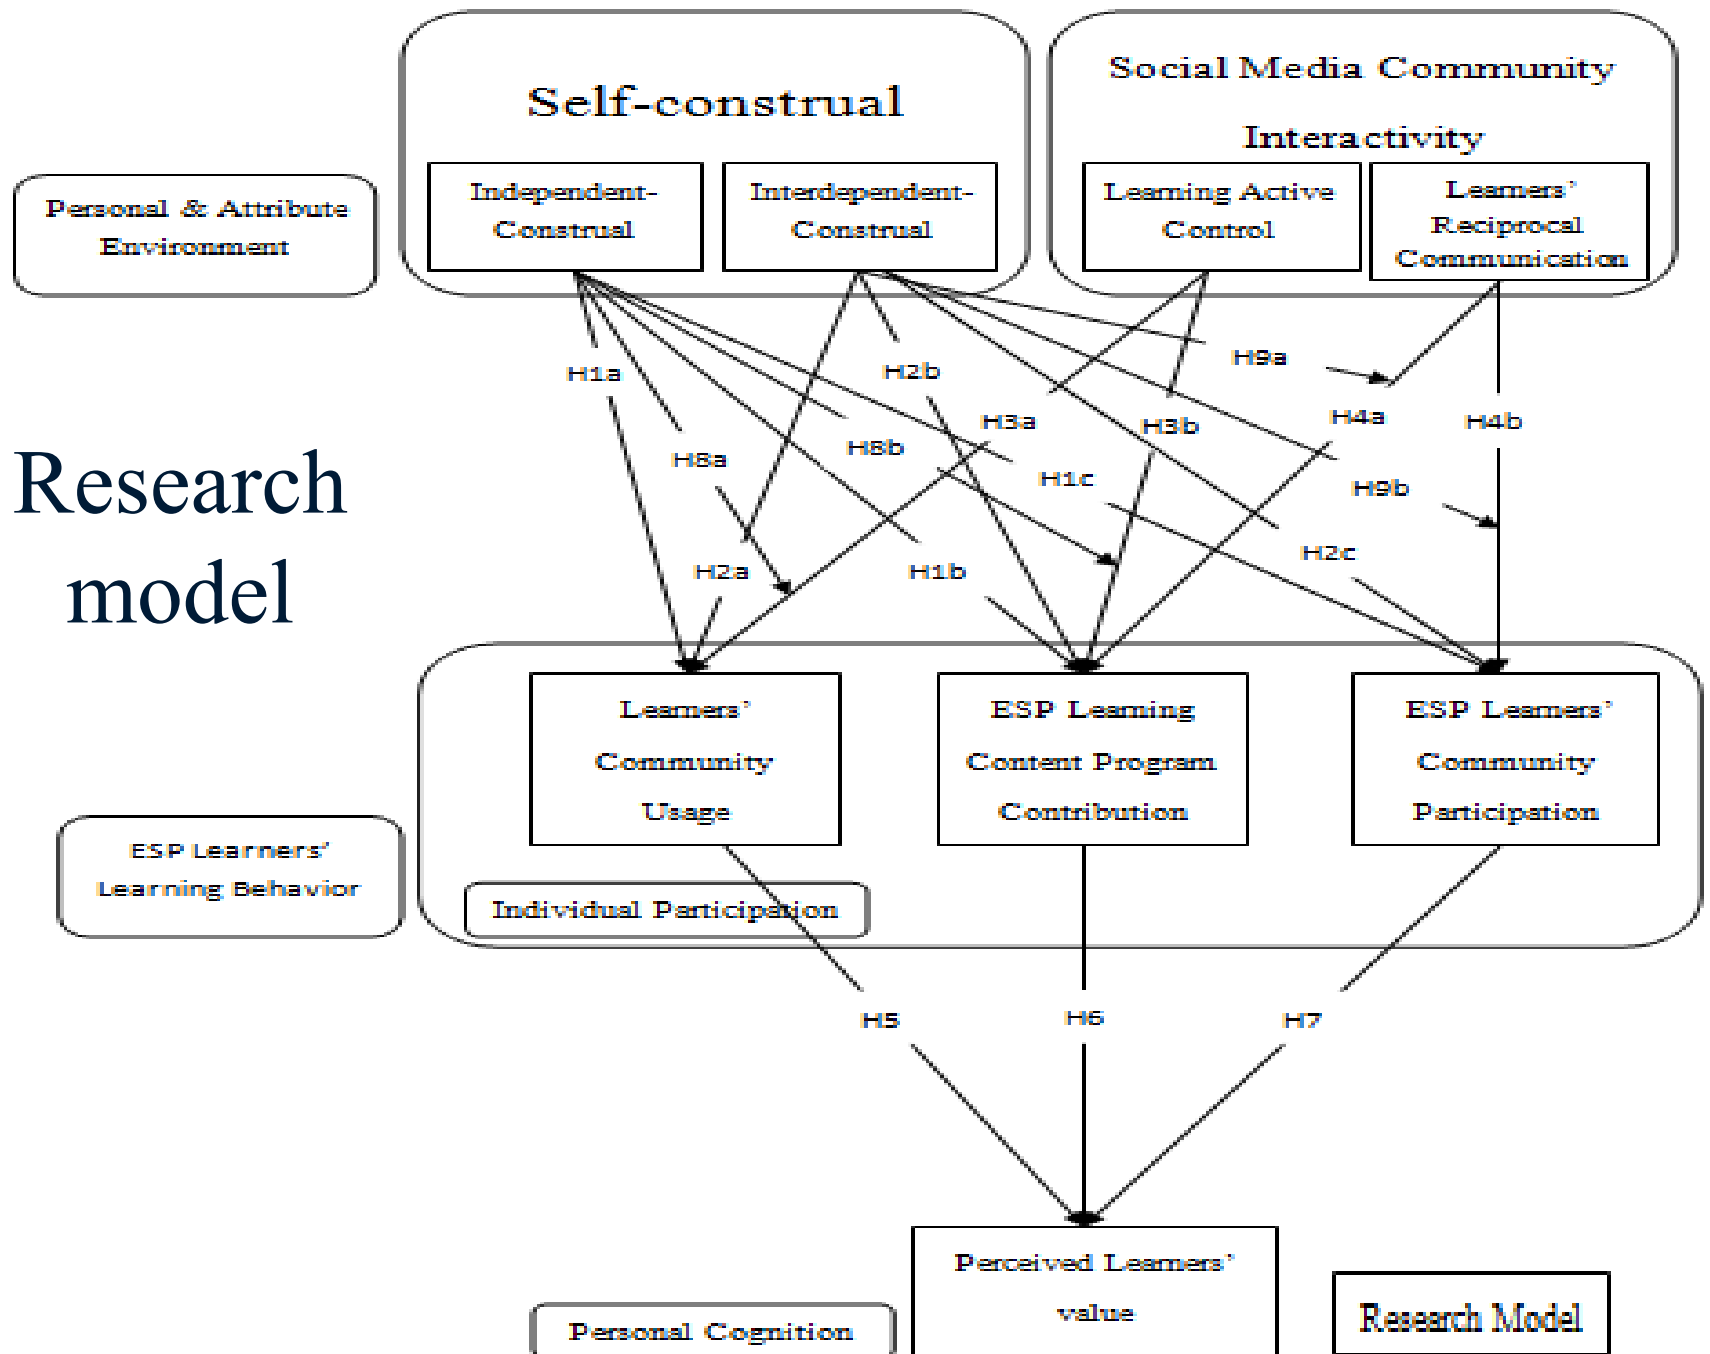 Self-construal
Social Media Community
Interactivity
Personal & Attribute
Environment
Independent-
Construal
Interdependent-
Construal
Learning Active
Control
Learners’
Reciprocal
Communication
H1a
H8a
H2a
H8b
H1b
H2b
H3a
H1c
H3b
H9a
H4a
H4b
H9b
H2c
Research
model
Learners’
Community
Usage
ESP Learning
Content Program
Contribution
ESP Learners’
Community
Participation
ESP Learners’
Learning Behavior
Individual Participation
H5
H6
H7
Perceived Learners’
value
Personal Cognition
Research Model